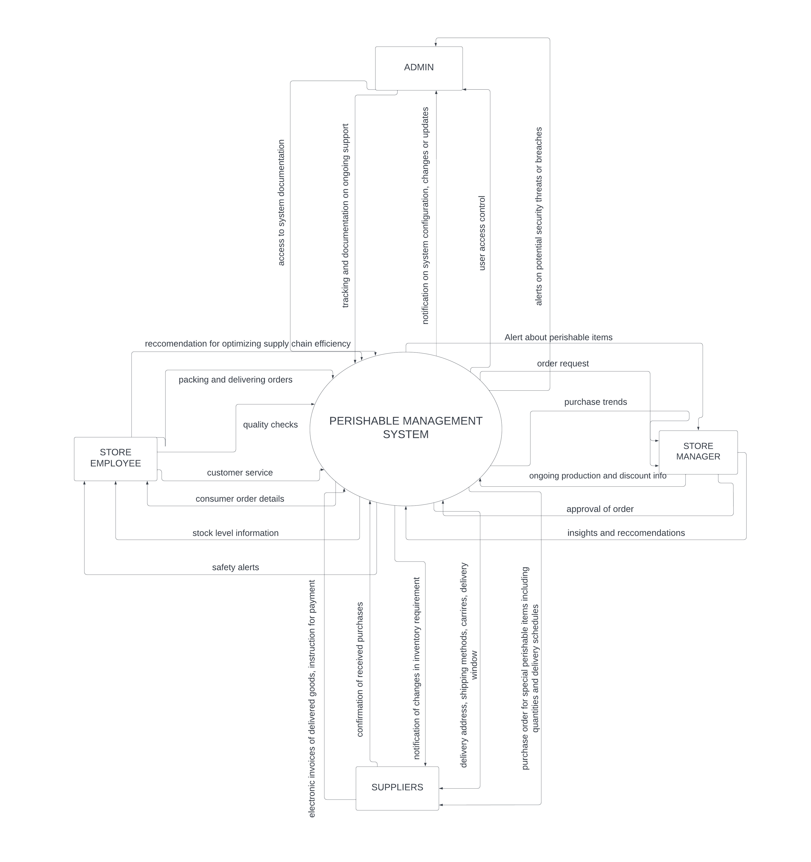 ADMIN
access to system documentation
tracking and documentation on ongoing support
notification on system configuration, changes or updates
user access control
alerts on potential security threats or breaches
reccomendation for optimizing supply chain efficiency
Alert about perishable items
order request
packing and delivering orders
purchase trends
quality checks
PERISHABLE MANAGEMENT
SYSTEM
STORE
EMPLOYEE
STORE
MANAGER
customer service
ongoing production and discount info
consumer order details
approval of order
stock level information
insights and reccomendations
safety alerts
electronic invoices of delivered goods, instruction for payment
confirmation of received purchases
notification of changes in inventory requirement
delivery address, shipping methods, carrires, delivery
window
purchase order for special perishable items including
quantities and delivery schedules
SUPPLIERS